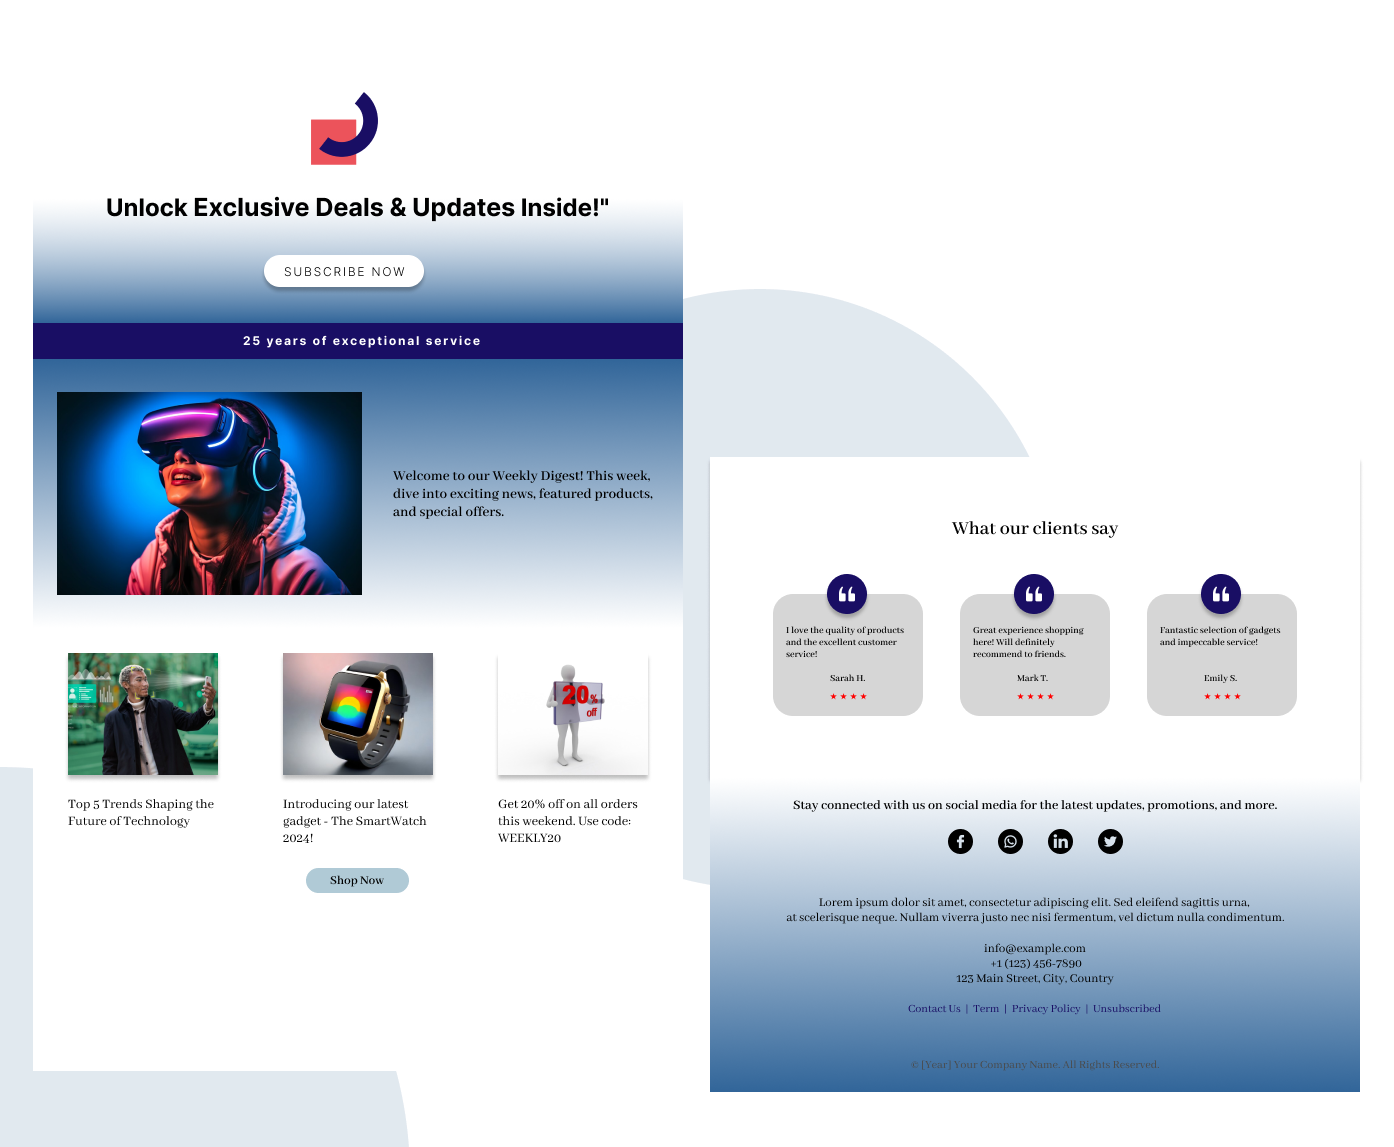 Unlock Exclusive Deals & Updates Inside!"
SUBSCRIBE NOW
25 years of exceptional service
Welcome to our Weekly Digest! This week,
dive into exciting news, featured products,
and special offers.
20% off
Top 5 Trends Shaping the
Future of Technology
Introducing our latest
gadget - The SmartWatch
2024!
Get 20% off on all orders
this weekend. Use code:
WEEKLY20
Shop Now
What our clients say
I love the quality of products
and the excellent customer
service!
Sarah H.
★ ★ ★ ★
Great experience shopping
here! Will definitely
recommend to friends.
Mark T.
★ ★ ★ ★
Fantastic selection of gadgets
and impeccable service!
Emily S.
★ ★ ★ ★
Stay connected with us on social media for the latest updates, promotions, and more.
Lorem ipsum dolor sit amet, consectetur adipiscing elit. Sed eleifend sagittis urna,
at scelerisque neque. Nullam viverra justo nec nisi fermentum, vel dictum nulla condimentum.
info@example.com
+1 (123) 456-7890
123 Main Street, City, Country
Contact Us | Term | Privacy Policy | Unsubscribed
© [Year] Your Company Name. All Rights Reserved.